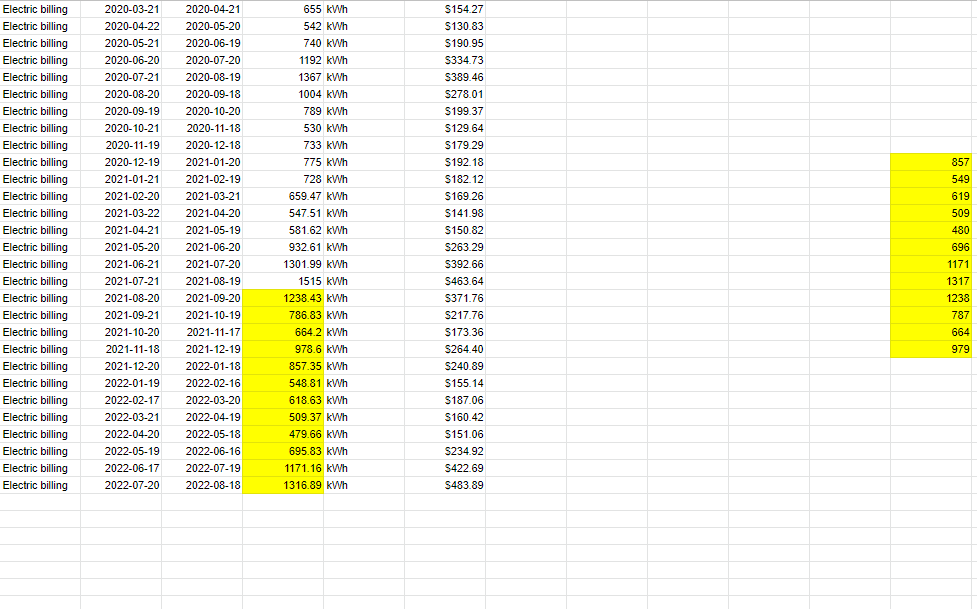 Electric billing 2020-03-21 2020-04-21 655 kWh $154.27
Electric billing 2020-04-22 2020-05-20 542 kWh $130.83
Electric billing 2020-05-21 2020-06-19 740 kWh $190.95
Electric billing 2020-06-20 2020-07-20 1192 kWh $334.73
Electric billing 2020-07-21 2020-08-19 1367 kWh $389.46
Electric billing 2020-08-20 2020-09-18 1004 kWh $278.01
Electric billing 2020-09-19 2020-10-20 789 kWh $199.37
Electric billing 2020-10-21 2020-11-18 530 kWh $129.64
Electric billing 2020-11-19 2020-12-18 733 kWh $179.29
Electric billing 2020-12-19 2021-01-20 775 kWh $192.18 857
Electric billing 2021-01-21 2021-02-19 728 kWh $182.12 549
Electric billing 2021-02-20 2021-03-21 659.47 kWh $169.26 619
Electric billing 2021-03-22 2021-04-20 547.51 kWh $141.98 509
Electric billing 2021-04-21 2021-05-19 581.62 kWh $150.82 480
Electric billing 2021-05-20 2021-06-20 932.61 kWh $263.29 696
Electric billing 2021-06-21 2021-07-20 1301.99 kWh $392.66 1171
Electric billing 2021-07-21 2021-08-19 1515 kWh $463.64 1317
Electric billing 2021-08-20 2021-09-20 1238.43 kWh $371.76 1238
Electric billing 2021-09-21 2021-10-19 786.83 kWh $217.76 787
Electric billing 2021-10-20 2021-11-17 664.2 kWh $173.36 664
Electric billing 2021-11-18 2021-12-19 978.6 kWh $264.40 979
Electric billing 2021-12-20 2022-01-18 857.35 kWh $240.89
Electric billing 2022-01-19 2022-02-16 548.81 kWh $155.14
Electric billing 2022-02-17 2022-03-20 618.63 kWh $187.06
Electric billing 2022-03-21 2022-04-19 509.37 kWh $160.42
Electric billing 2022-04-20 2022-05-18 479.66 kWh $151.06
Electric billing 2022-05-19 2022-06-16 695.83 kWh $234.92
Electric billing 2022-06-17 2022-07-19 1171.16 kWh $422.69
Electric billing 2022-07-20 2022-08-18 1316.89 kWh $483.89